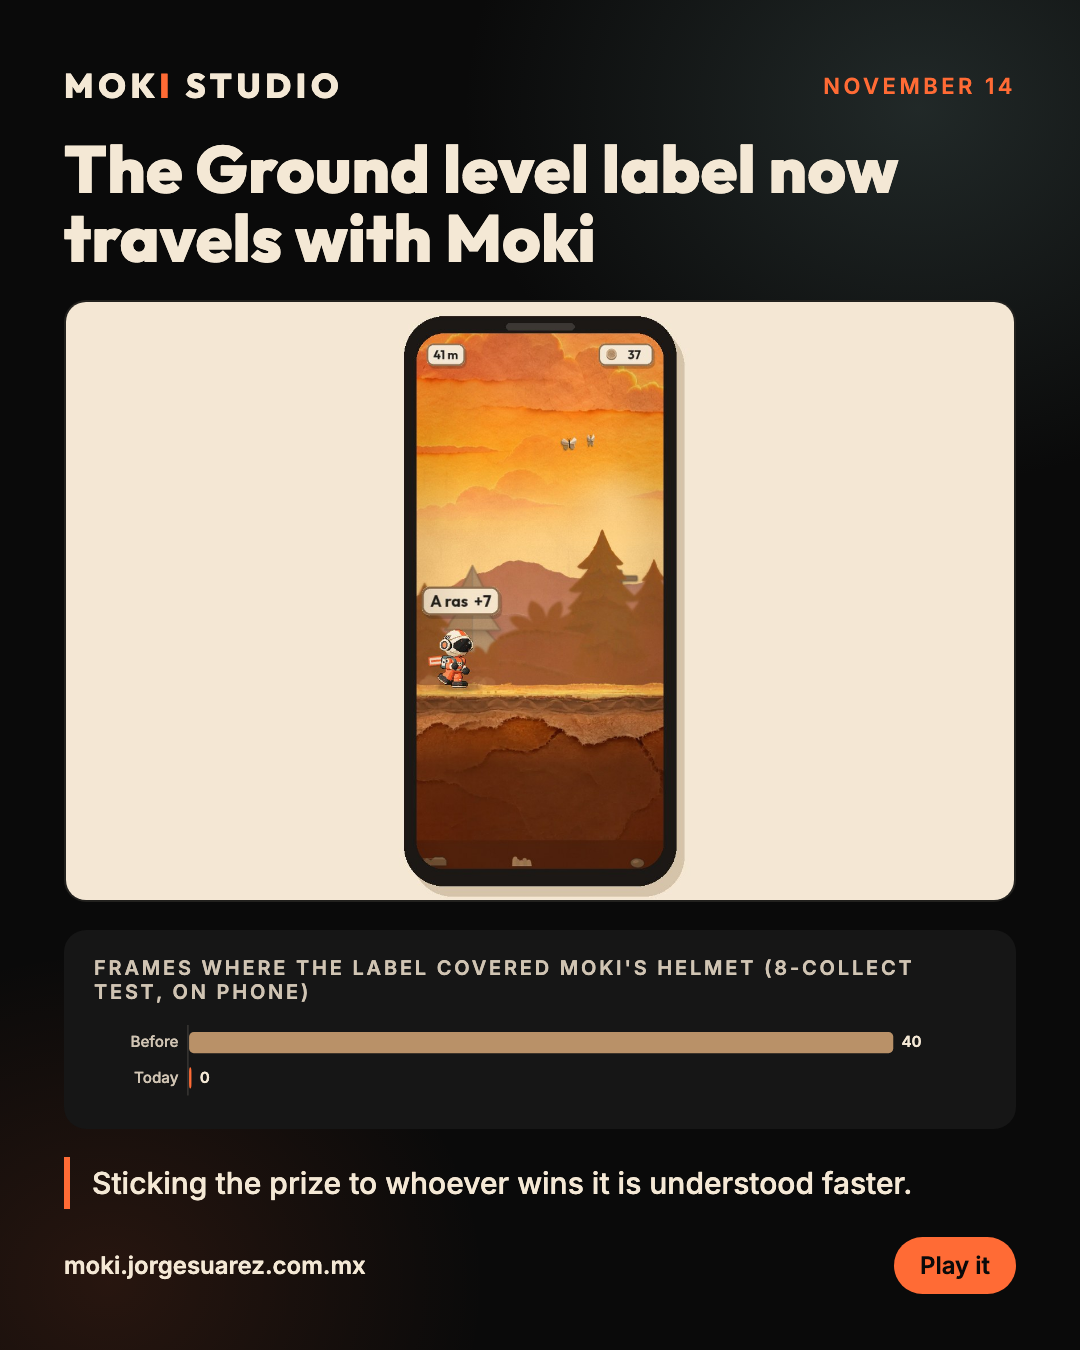 MOKI STUDIO
NOVEMBER 14
The Ground level label now
travels with Moki
41 m
37
A ras +7
FRAMES WHERE THE LABEL COVERED MOKI'S HELMET (8-COLLECT
TEST, ON PHONE)
Before
40
Today
0
Sticking the prize to whoever wins it is understood faster.
moki.jorgesuarez.com.mx
Play it